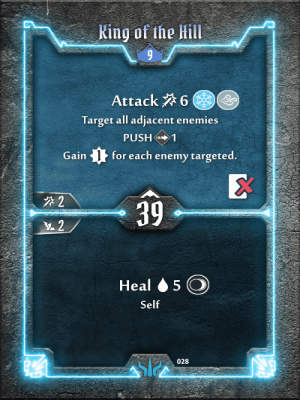 King of the Hill
9
Attack 6
Target all adjacent enemies
PUSH 1
Gain 1 for each enemy targeted.
2
39
2
Heal 5
Self
028